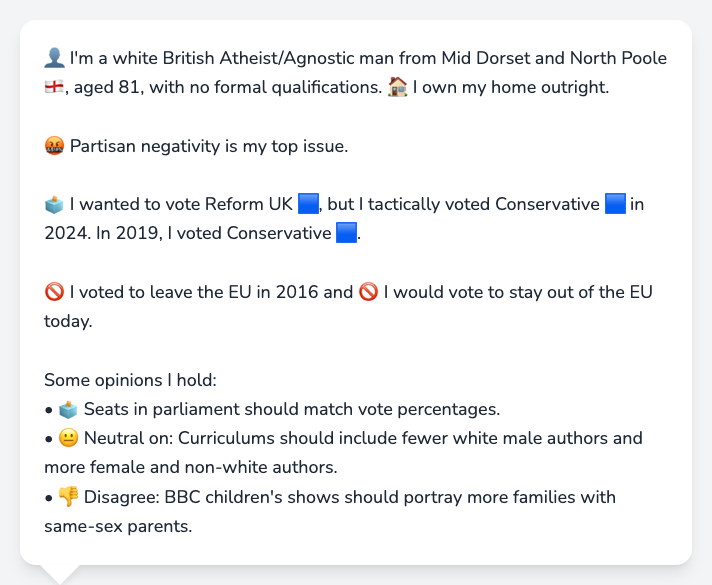 👤 I'm a white British Atheist/Agnostic man from Mid Dorset and North Poole
🏴󠁧󠁢󠁥󠁮󠁧󠁿, aged 81, with no formal qualifications. 🏠 I own my home outright.
🤬 Partisan negativity is my top issue.
🗳️ I wanted to vote Reform UK 🟦, but I tactically voted Conservative 🟦 in
2024. In 2019, I voted Conservative 🟦.
🚫 I voted to leave the EU in 2016 and 🚫 I would vote to stay out of the EU
today.
Some opinions I hold:
• 🗳️ Seats in parliament should match vote percentages.
• 😐 Neutral on: Curriculums should include fewer white male authors and
more female and non-white authors.
• 👎 Disagree: BBC children's shows should portray more families with
same-sex parents.